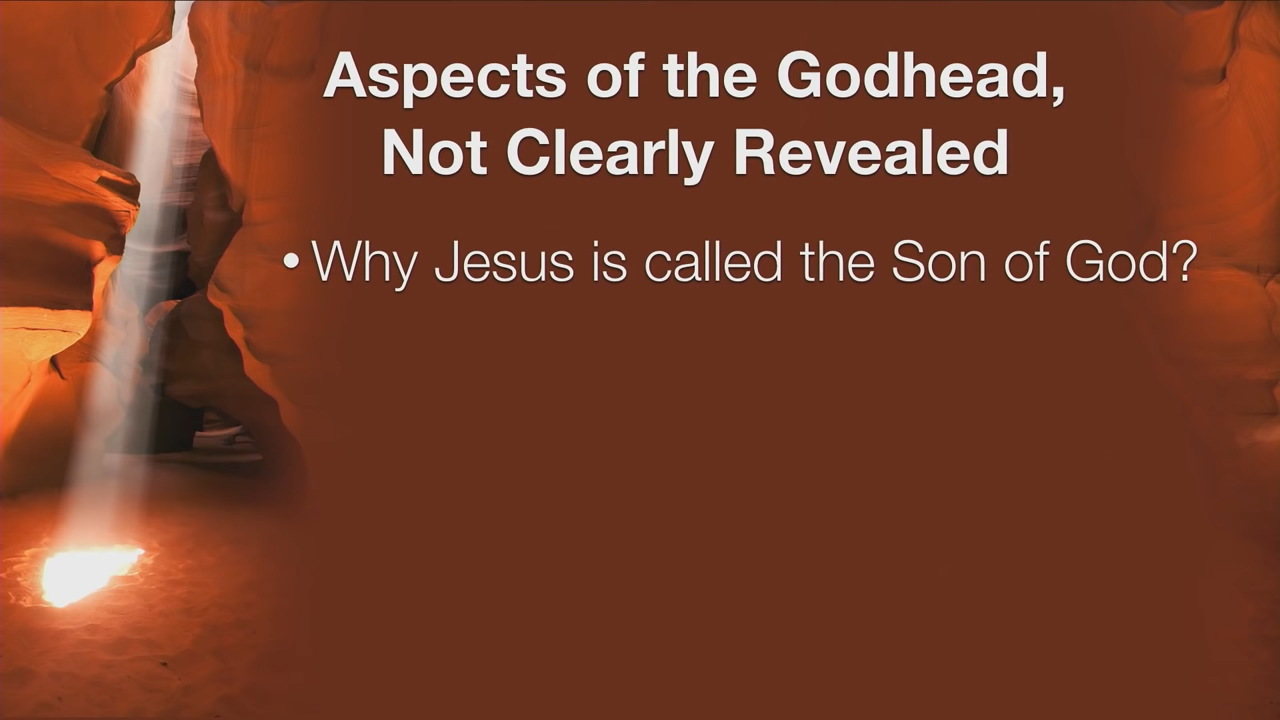 Aspects of the Godhead,
Not Clearly Revealed
• Why Jesus is called the Son of God?